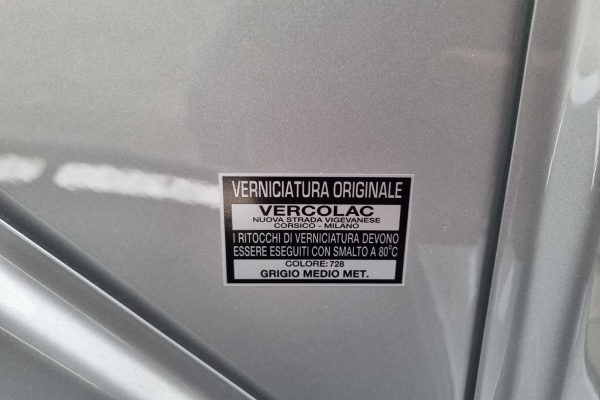 VERNICIATURA ORIGINALE
VERCOLAC
NUOVA STRADA VIGEVANESE
CORSICO - MILANO
I RITOCCHI DI VERNICIATURA DEVONO
ESSERE ESEGUITI CON SMALTO A 80°C
COLORE: 728
GRIGIO MEDIO MET.